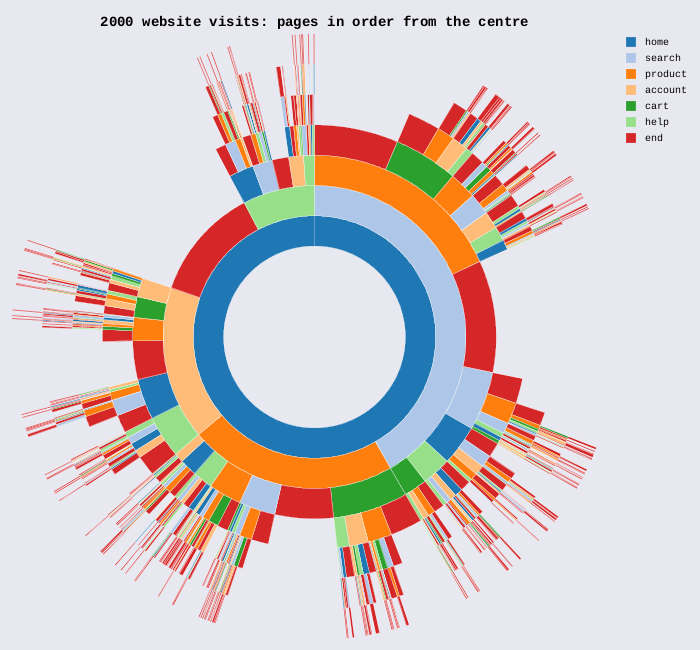 2000 website visits: pages in order from the centre
home
search
product
account
cart
help
end